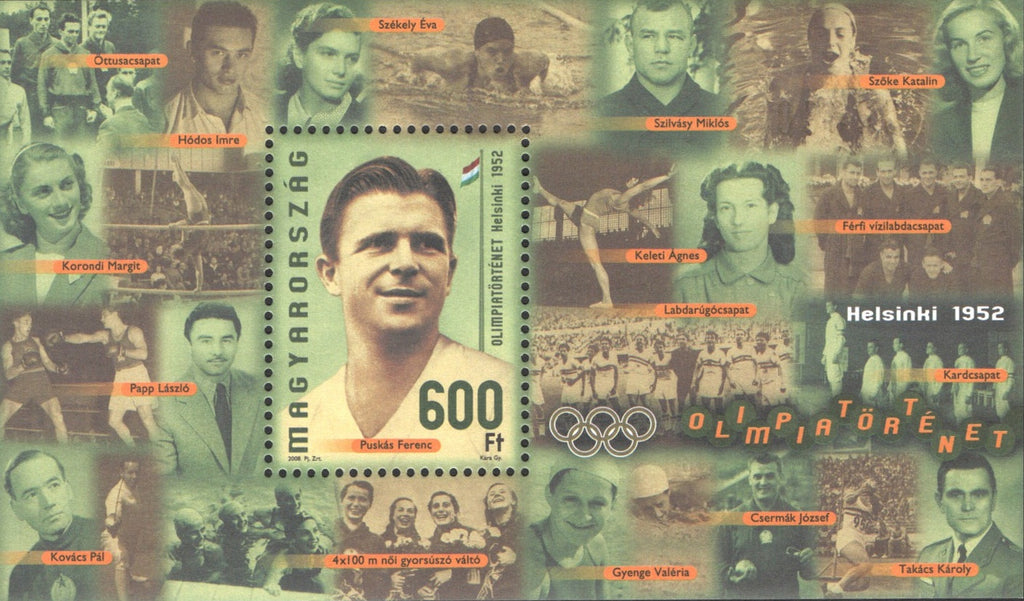 Székely Éva
Öttusacsapat
Szőke Katalin
Szilvásy Miklós
Hódos Imre
MAGYARORSZÁG
OLIMPIATÖRTÉNET Helsinki 1952
Férfi vízilabdacsapat
Keleti Ágnes
Korondi Margit
Labdarúgócsapat
Helsinki 1952
Kardcsapat
Papp László
600
Ft
OLIMPIATÖRTÉNET
Puskás Ferenc
2008 Pj. Zrt.
Kara Gy.
Csermák József
Kovács Pál
4x100 m női gyorsúszó váltó
Gyenge Valéria
Takács Károly